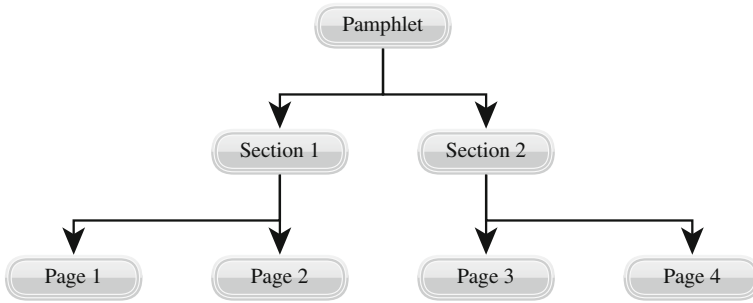 Pamphlet
Section 1
Section 2
Page 1
Page 2
Page 3
Page 4